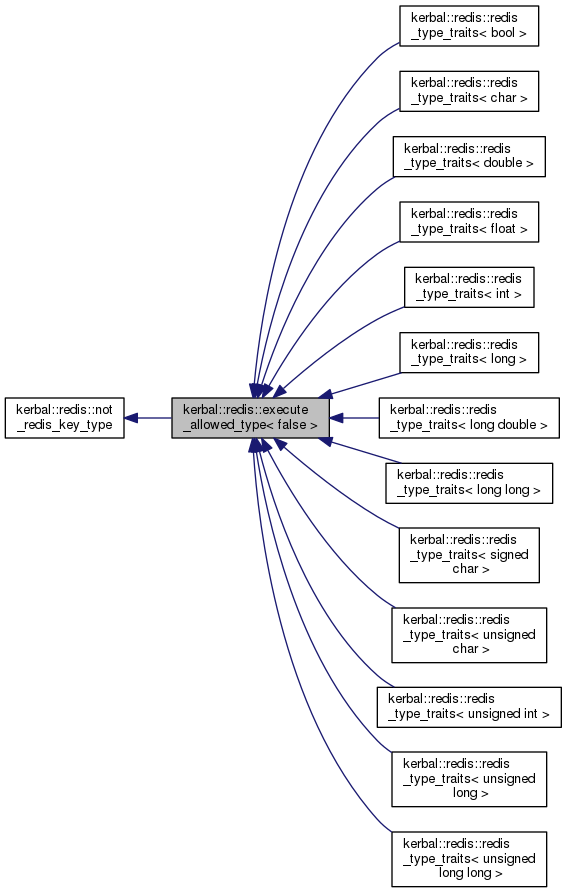 kerbal::redis::not
_redis_key_type
kerbal::redis::execute
_allowed_type< false >
kerbal::redis::redis
_type_traits< bool >
kerbal::redis::redis
_type_traits< char >
kerbal::redis::redis
_type_traits< double >
kerbal::redis::redis
_type_traits< float >
kerbal::redis::redis
_type_traits< int >
kerbal::redis::redis
_type_traits< long >
kerbal::redis::redis
_type_traits< long double >
kerbal::redis::redis
_type_traits< long long >
kerbal::redis::redis
_type_traits< signed
char >
kerbal::redis::redis
_type_traits< unsigned
char >
kerbal::redis::redis
_type_traits< unsigned int >
kerbal::redis::redis
_type_traits< unsigned
long >
kerbal::redis::redis
_type_traits< unsigned
long long >